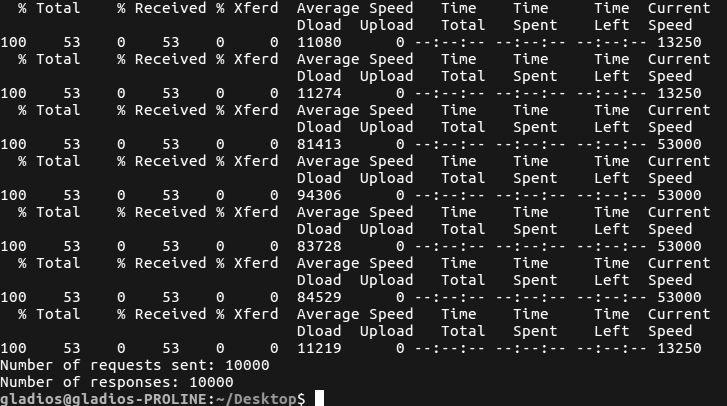 % Total % Received % Xferd Average Speed Time Time Time Current
Dload Upload Total Spent Left Speed
100 53 0 53 0 0 11080 0 --:--:-- --:--:-- --:--:-- 13250
% Total % Received % Xferd Average Speed Time Time Time Current
Dload Upload Total Spent Left Speed
100 53 0 53 0 0 11274 0 --:--:-- --:--:-- --:--:-- 13250
% Total % Received % Xferd Average Speed Time Time Time Current
Dload Upload Total Spent Left Speed
100 53 0 53 0 0 81413 0 --:--:-- --:--:-- --:--:-- 53000
% Total % Received % Xferd Average Speed Time Time Time Current
Dload Upload Total Spent Left Speed
100 53 0 53 0 0 94306 0 --:--:-- --:--:-- --:--:-- 53000
% Total % Received % Xferd Average Speed Time Time Time Current
Dload Upload Total Spent Left Speed
100 53 0 53 0 0 83728 0 --:--:-- --:--:-- --:--:-- 53000
% Total % Received % Xferd Average Speed Time Time Time Current
Dload Upload Total Spent Left Speed
100 53 0 53 0 0 84529 0 --:--:-- --:--:-- --:--:-- 53000
% Total % Received % Xferd Average Speed Time Time Time Current
Dload Upload Total Spent Left Speed
100 53 0 53 0 0 11219 0 --:--:-- --:--:-- --:--:-- 13250
Number of requests sent: 10000
Number of responses: 10000
gladios@gladios-PROLINE:~/Desktop$